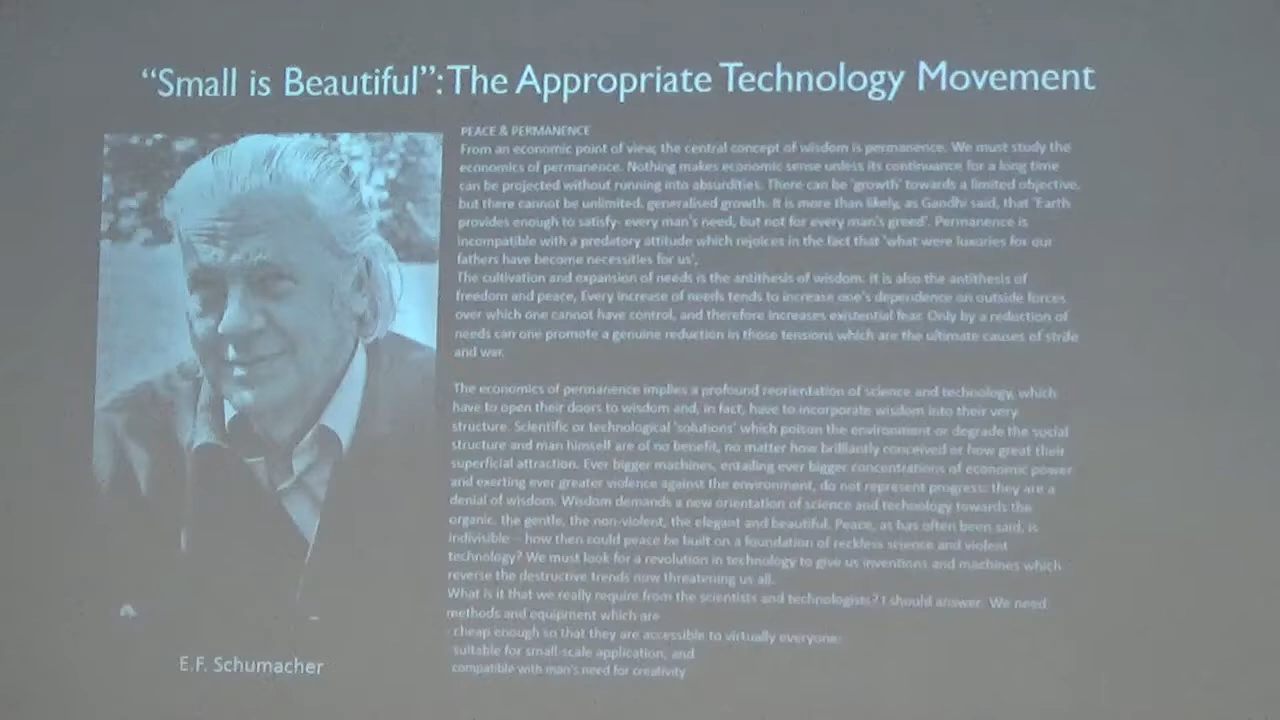 “Small is Beautiful”: The Appropriate Technology Movement
PEACE & PERMANENCE
From an economic point of view, the central concept of wisdom is permanence. We must study the
economics of permanence. Nothing makes economic sense unless its continuance for a long time
can be projected without running into absurdities. There can be 'growth' towards a limited objective,
but there cannot be unlimited, generalised growth. It is more than likely, as Gandhi said, that 'Earth
provides enough to satisfy every man's need, but not for every man's greed'. Permanence is
incompatible with a predatory attitude which rejoices in the fact that 'what were luxuries for our
fathers have become necessities for us',
The cultivation and expansion of needs is the antithesis of wisdom. It is also the antithesis of
freedom and peace, Every increase of needs tends to increase one's dependence on outside forces
over which one cannot have control, and therefore increases existential fear. Only by a reduction of
needs can one promote a genuine reduction in those tensions which are the ultimate causes of strife
and war.
The economics of permanence implies a profound reorientation of science and technology, which
have to open their doors to wisdom and, in fact, have to incorporate wisdom into their very
structure. Scientific or technological 'solutions' which poison the environment or degrade the social
structure and man himself are of no benefit, no matter how brilliantly conceived or how great their
superficial attraction. Ever bigger machines, entailing ever bigger concentrations of economic power
and exerting ever greater violence against the environment, do not represent progress: they are a
denial of wisdom. Wisdom demands a new orientation of science and technology towards the
organic, the gentle, the non-violent, the elegant and beautiful. Peace, as has often been said, is
indivisible - how then could peace be built on a foundation of reckless science and violent
technology? We must look for a revolution in technology to give us inventions and machines which
reverse the destructive trends now threatening us all.
What is it that we really require from the scientists and technologists? I should answer. We need
methods and equipment which are
- cheap enough so that they are accessible to virtually everyone;
suitable for small-scale application, and
compatible with man's need for creativity
E.F. Schumacher